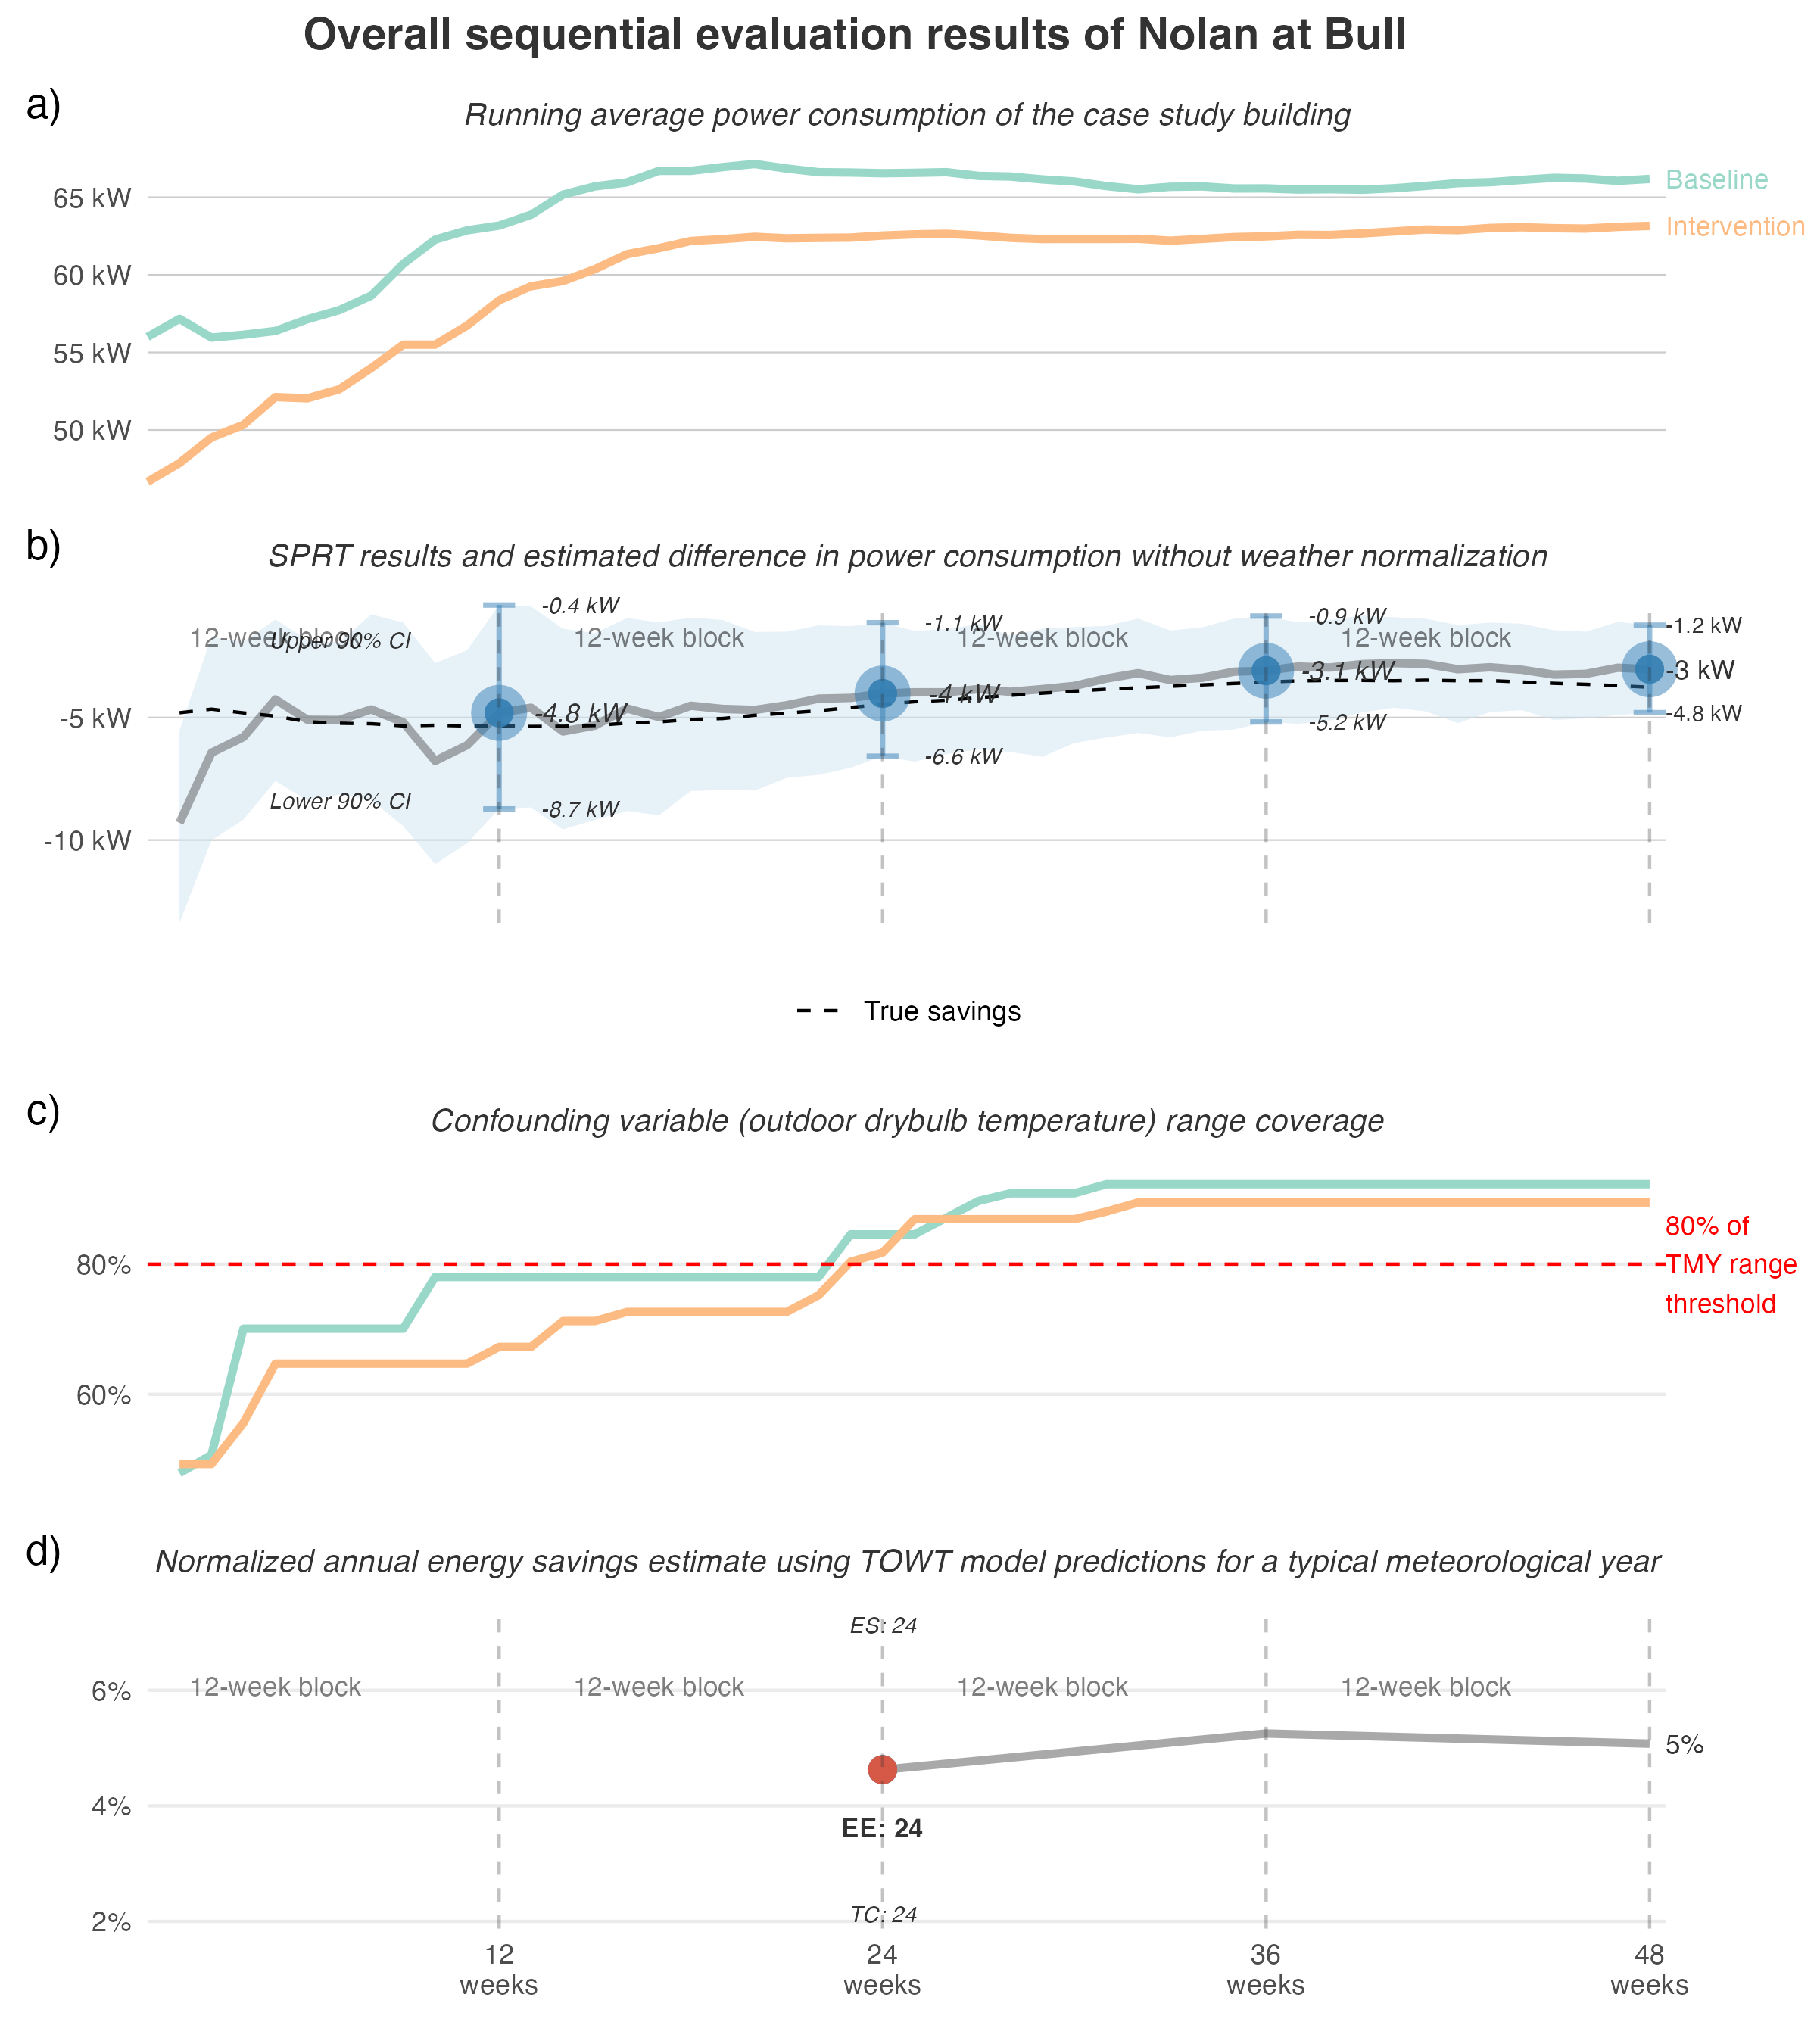 Overall sequential evaluation results of Nolan at Bull
a)
Running average power consumption of the case study building
65 kW
60 kW
55 kW
50 kW
Baseline
Intervention
b)
SPRT results and estimated difference in power consumption without weather normalization
12-week block
12-week block
12-week block
12-week block
Upper 90% CI
Lower 90% CI
-5 kW
-10 kW
-0.4 kW
-4.8 kW
-8.7 kW
-1.1 kW
-4 kW
-6.6 kW
-0.9 kW
-3.1 kW
-5.2 kW
-1.2 kW
-3 kW
-4.8 kW
True savings
c)
Confounding variable (outdoor drybulb temperature) range coverage
80%
60%
80% of
TMY range
threshold
d)
Normalized annual energy savings estimate using TOWT model predictions for a typical meteorological year
ES: 24
12-week block
12-week block
12-week block
12-week block
6%
4%
2%
5%
EE: 24
TC: 24
12
weeks
24
weeks
36
weeks
48
weeks